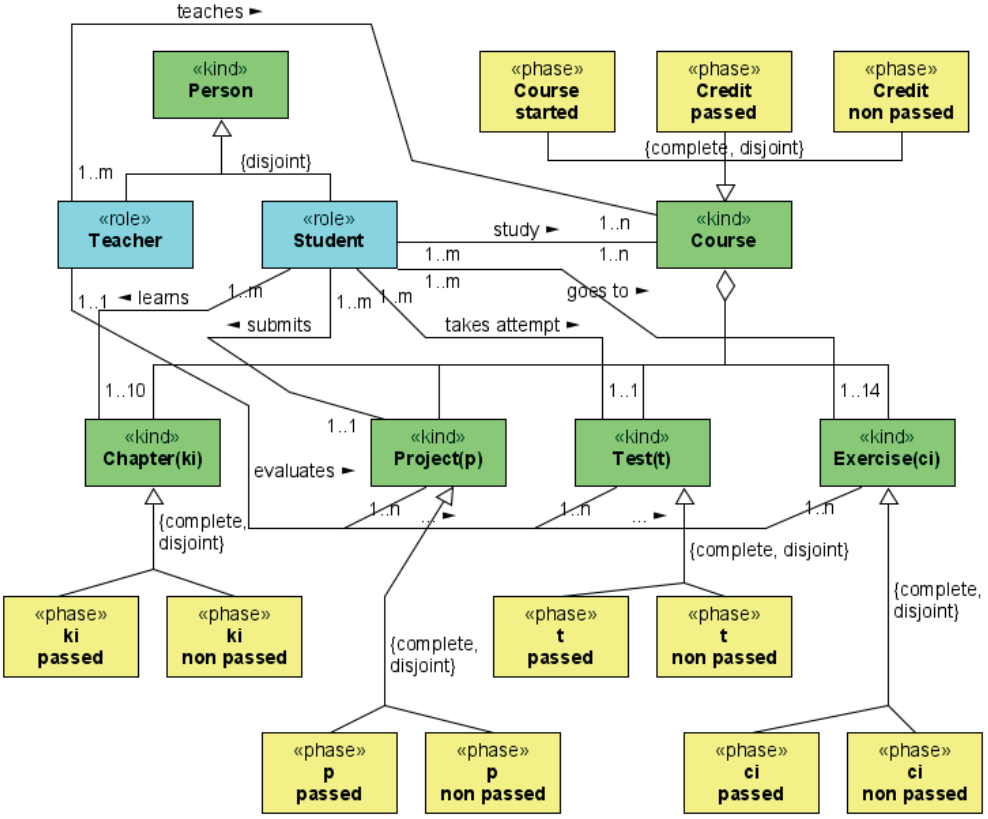 teaches ►
«kind»
Person
«phase»
Course
started
«phase»
Credit
passed
«phase»
Credit
non passed
{complete, disjoint}
{disjoint}
1..m
«role»
Teacher
«role»
Student
study ►
1..n
«kind»
Course
1..m
1..n
1..m
goes to ►
1..1
◄ learns
1..m
1..m
1..m
◄ submits
takes attempt ►
1..10
1..1
1..14
1..1
«kind»
Chapter(ki)
«kind»
Project(p)
«kind»
Test(t)
«kind»
Exercise(ci)
evaluates ►
1..n
... ►
1..n
... ►
1..n
{complete,
disjoint}
{complete, disjoint}
{complete,
disjoint}
«phase»
ki
passed
«phase»
ki
non passed
«phase»
t
passed
«phase»
t
non passed
{complete,
disjoint}
«phase»
p
passed
«phase»
p
non passed
«phase»
ci
passed
«phase»
ci
non passed